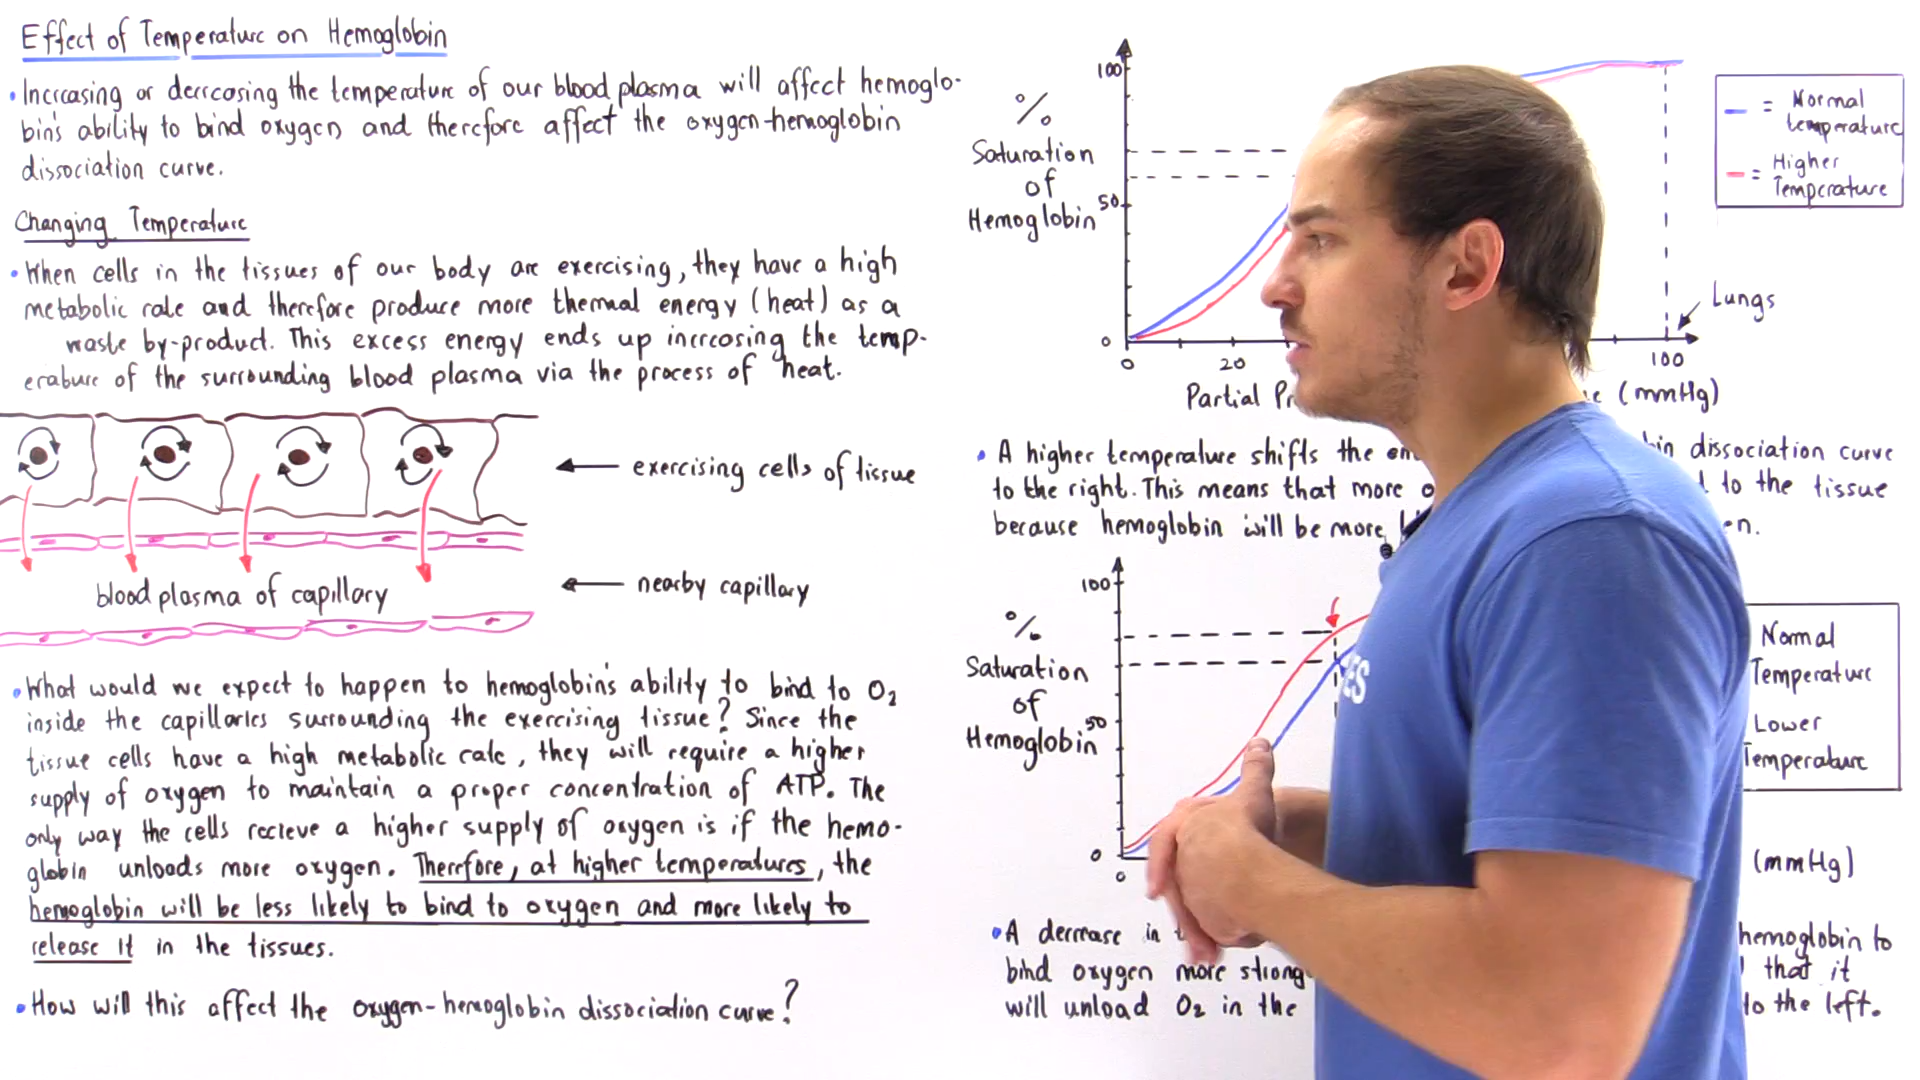 Effect of Temperature on Hemoglobin
• Increasing or decreasing the temperature of our blood plasma will affect hemoglo-
bin's ability to bind oxygen and therefore affect the oxygen-hemoglobin
dissociation curve.
Changing Temperature
• When cells in the tissues of our body are exercising, they have a high
metabolic rate and therefore produce more thermal energy (heat) as a
waste by-product. This excess energy ends up increasing the temp-
erature of the surrounding blood plasma via the process of heat.
exercising cells of tissue
blood plasma of capillary
nearby capillary
• What would we expect to happen to hemoglobin's ability to bind to O2
inside the capillaries surrounding the exercising tissue? Since the
tissue cells have a high metabolic rate, they will require a higher
supply of oxygen to maintain a proper concentration of ATP. The
only way the cells recieve a higher supply of oxygen is if the hemo-
globin unloads more oxygen. Therefore, at higher temperatures, the
hemoglobin will be less likely to bind to oxygen and more likely to
release it in the tissues.
• How will this affect the oxygen-hemoglobin dissociation curve?
100
50
0
%
Saturation
of
Hemoglobin
0 20 100
Partial (mmHg)
Lungs
= Normal
temperature
= Higher
Temperature
• A higher temperature shifts the dissociation curve
to the right. This means that more to the tissue
because hemoglobin will be more
100
50
0
%
Saturation
of
Hemoglobin
0
(mmHg)
Normal
Temperature
Lower
Temperature
• A decrease in hemoglobin to
bind oxygen more that it
will unload O2 in the to the left.
ES